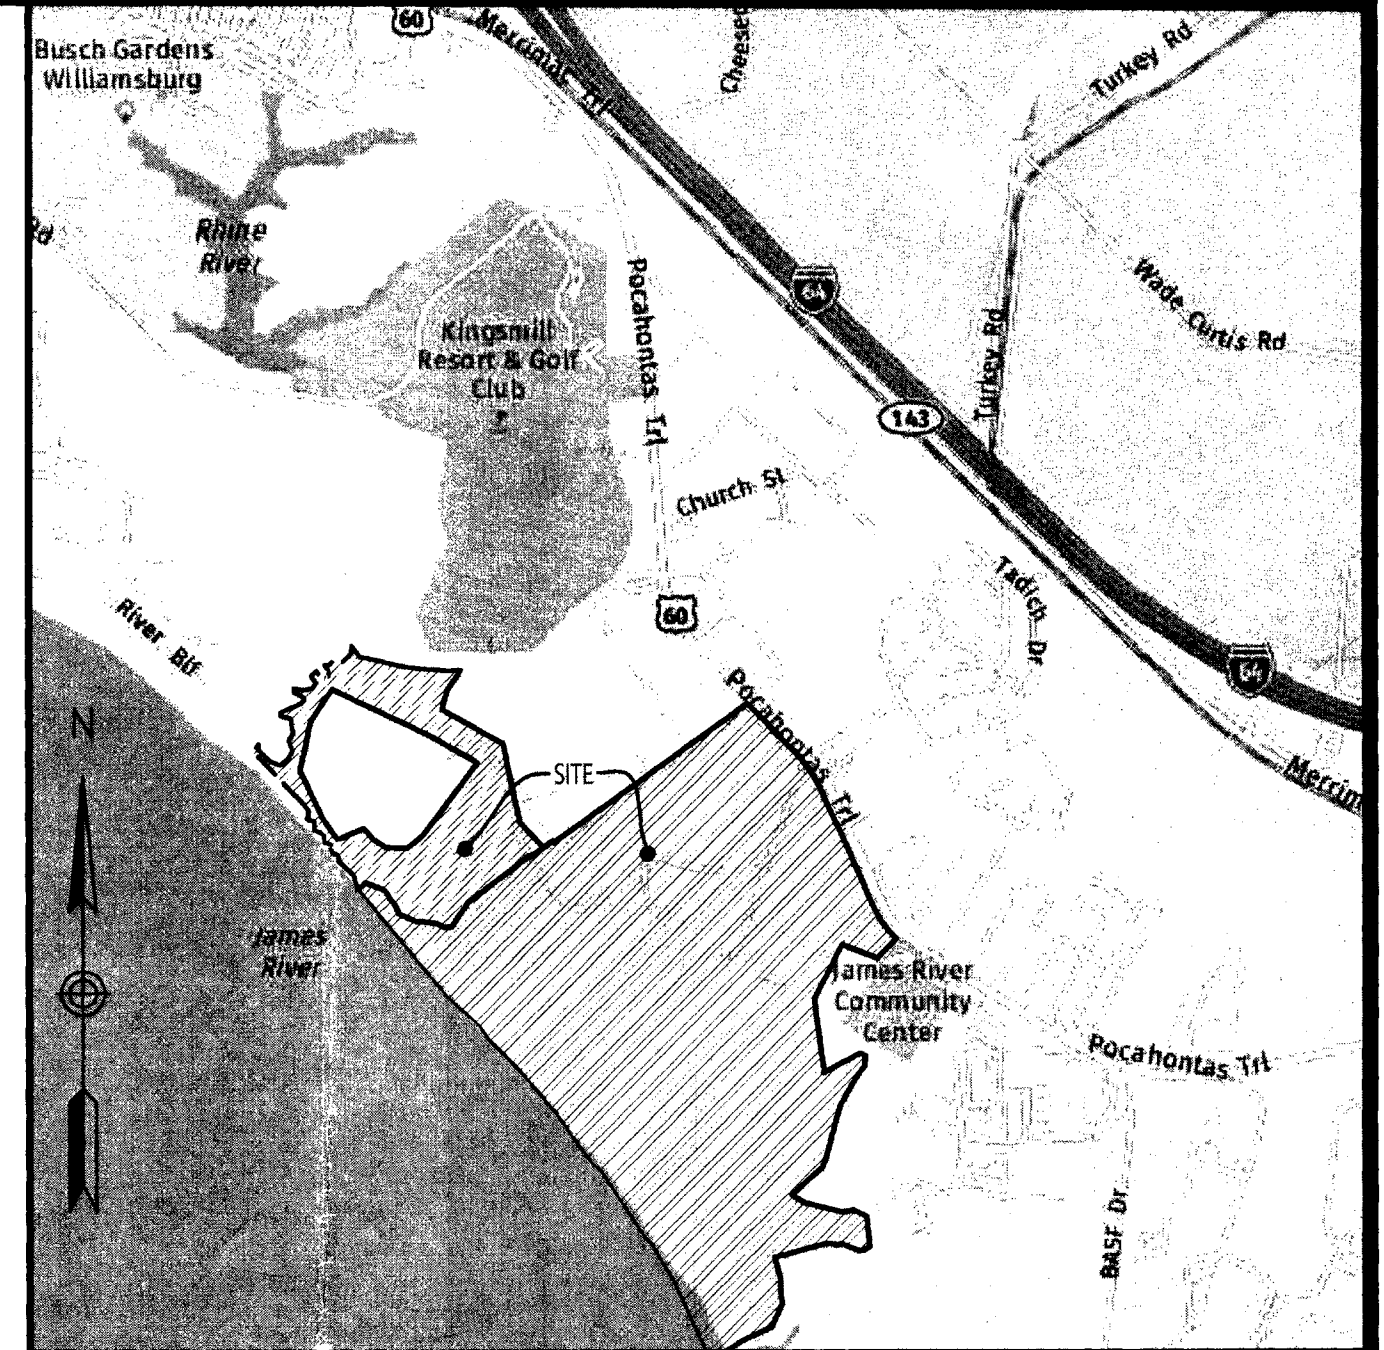 60
Merrimac Trl
Cheesec
Turkey Rd
Busch Gardens
Williamsburg
Rd
Rhine
River
Pocahontas Trl
64
Wade Curtis Rd
Kingsmill
Resort & Golf
Club
Turkey Rd
143
Church St
Tadich Dr
60
River Blf
64
Pocahontas Trl
N
SITE
Merrim
James
River
James River
Community
Center
Pocahontas Trl
BASF Dr